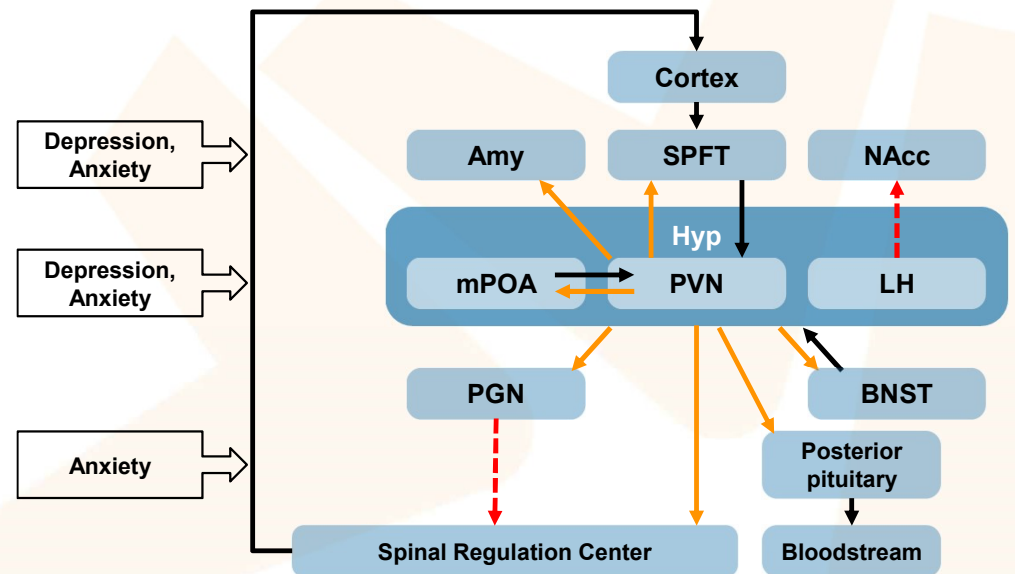 Cortex
Depression,
Anxiety
Amy
SPFT
NAcc
Hyp
Depression,
Anxiety
mPOA
PVN
LH
PGN
BNST
Anxiety
Posterior
pituitary
Spinal Regulation Center
Bloodstream